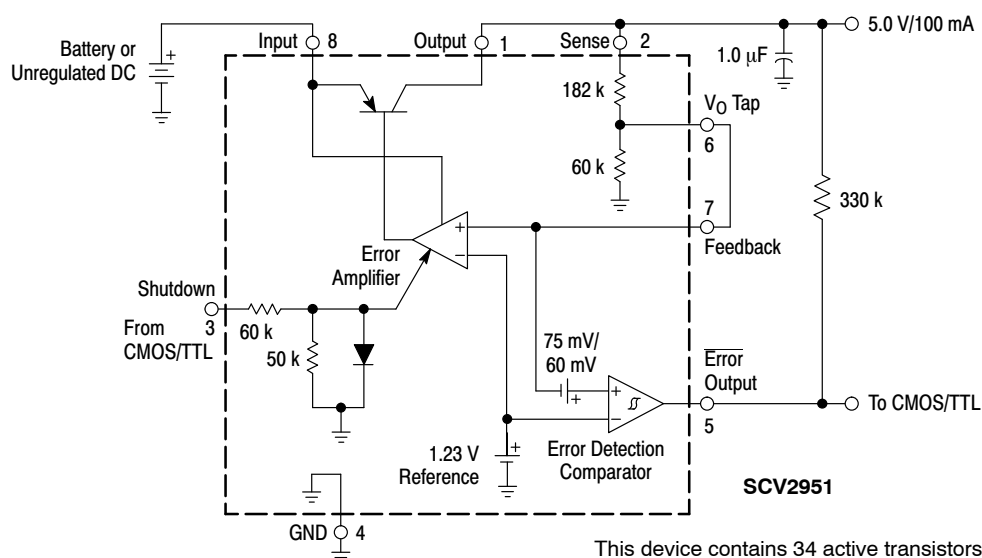 Battery or
Unregulated DC
+
Input
8
Output
1
Sense
2
5.0 V/100 mA
1.0 μF
182 k
VO Tap
6
60 k
7
Feedback
330 k
+
−
Error
Amplifier
Shutdown
3
From
CMOS/TTL
60 k
50 k
75 mV/
60 mV
+
+
−
Error
Output
5
To CMOS/TTL
1.23 V
Reference
+
Error Detection
Comparator
SCV2951
GND
4
This device contains 34 active transistors